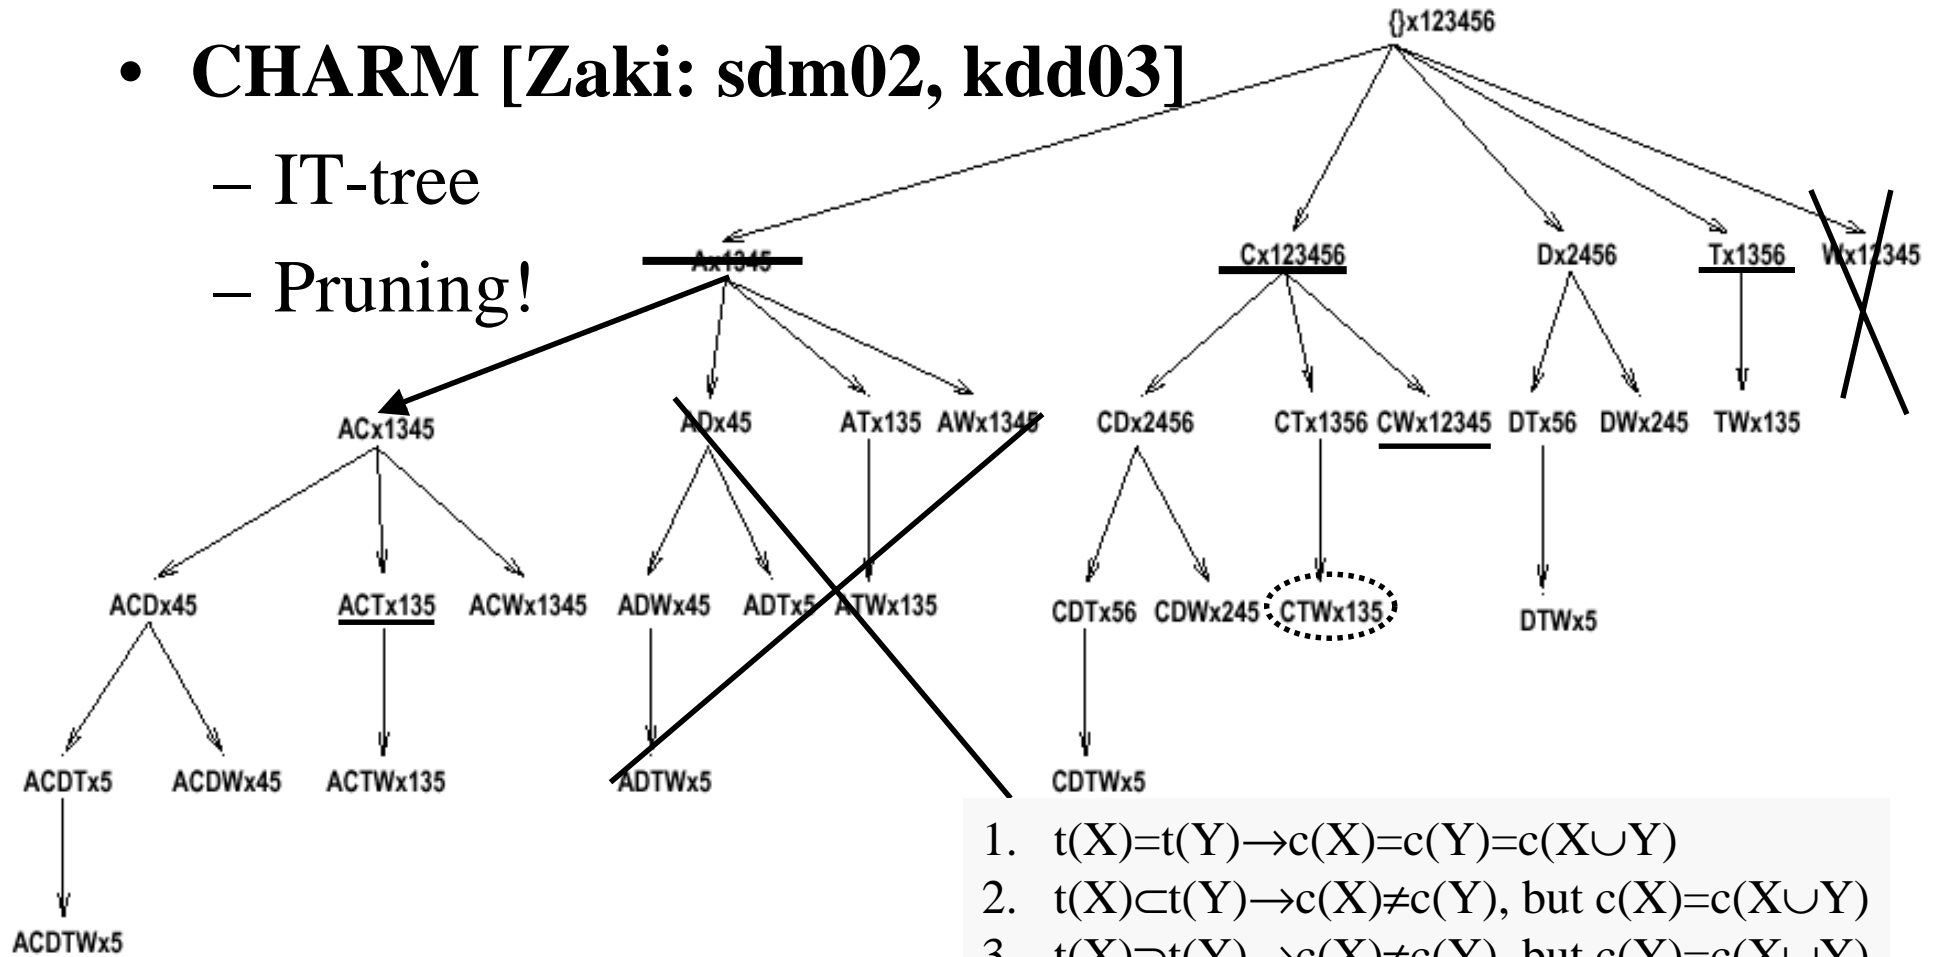 {}x123456
• CHARM [Zaki: sdm02, kdd03]
– IT-tree
– Pruning!
Ax1345 Cx123456 Dx2456 Tx1356 Wx12345
ACx1345 ADx45 ATx135 AWx1345 CDx2456 CTx1356 CWx12345 DTx56 DWx245 TWx135
ACDx45 ACTx135 ACWx1345 ADWx45 ADTx5 ATWx135 CDTx56 CDWx245 CTWx135 DTWx5
ACDTx5 ACDWx45 ACTWx135 ADTWx5 CDTWx5
ACDTWx5
1. t(X)=t(Y)→c(X)=c(Y)=c(X∪Y)
2. t(X)⊂t(Y)→c(X)≠c(Y), but c(X)=c(X∪Y)
3. t(X)⊃t(Y)→c(X)≠c(Y), but c(Y)=c(X∪Y)